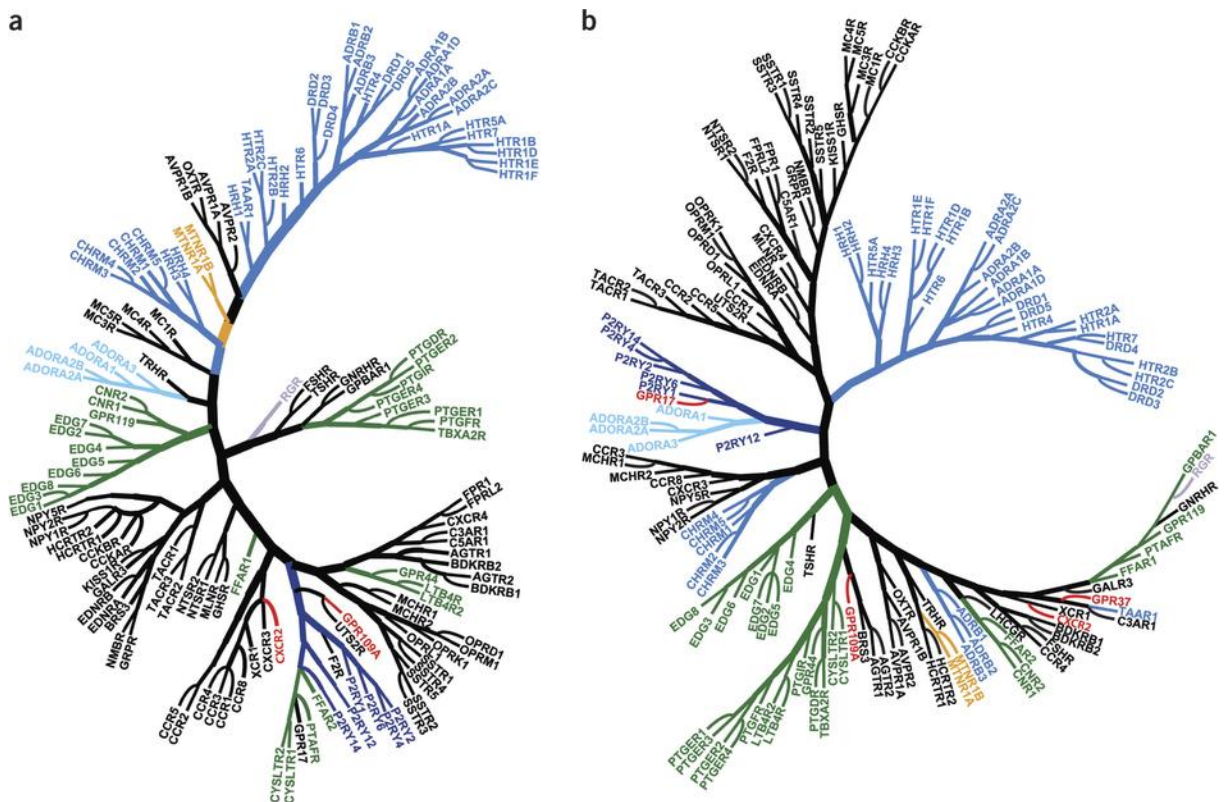 a
ADRB1
ADRB2
ADRB3
HTR4
DRD1
DRD5
ADRA1B
ADRA1D
ADRA1A
ADRA2B
ADRA2A
ADRA2C
HTR1A
HTR5A
HTR7
HTR1B
HTR1D
HTR1E
HTR1F
DRD2
DRD3
DRD4
HTR6
HRH2
HTR2B
HTR2C
HTR2A
TAAR1
HRH1
AVPR2
AVPR1A
OXTR
AVPR1B
MTNR1B
MTNR1A
HRH4
HRH3
CHRM2
CHRM4
CHRM3
MC1R
MC4R
MC5R
MC3R
TRHR
ADORA3
ADORA1
ADORA2B
ADORA2A
CNR2
CNR1
GPR119
EDG7
EDG2
EDG4
EDG5
EDG6
EDG8
EDG3
EDG1
NPY5R
NPY2R
NPY1R
HCRTR2
HCRTR1
CCKBR
CCKAR
KISS1R
GALR3
EDNRB
EDNRA
BRS3
NMBR
GRPR
TACR1
TACR3
TACR2
NTSR2
NTSR1
MLNR
GHSR
FFAR1
CCR5
CCR2
CCR4
CCR3
CCR1
CCR8
XCR1
CXCR3
CXCR2
CYSLTR2
CYSLTR1
GPR17
PTAFR
FFAR2
P2RY14
P2RY12
P2RY1
P2RY6
P2RY4
P2RY2
F2R
UTS2R
GPR109A
SSTR3
SSTR2
OPRL1
OPRK1
OPRM1
OPRD1
MCHR2
MCHR1
LTB4R2
LTB4R
GPR44
BDKRB1
AGTR2
BDKRB2
AGTR1
C5AR1
C3AR1
CXCR4
FPRL2
FPR1
RGR
FSHR
TSHR
GNRHR
GPBAR1
PTGDR
PTGER2
PTGIR
PTGER4
PTGER3
PTGER1
PTGFR
TBXA2R
b
MC4R
MC5R
MC3R
MC1R
CCKBR
CCKAR
GHSR
KISS1R
SSTR5
SSTR2
SSTR4
SSTR1
SSTR3
NTSR2
NTSR1
F2R
FPRL2
FPR1
NMBR
GRPR
C5AR1
CXCR4
MLNR
EDNRB
EDNRA
OPRK1
OPRM1
OPRD1
OPRL1
CCR1
UTS2R
CCR5
CCR2
TACR3
TACR2
TACR1
P2RY14
P2RY4
P2RY2
P2RY6
P2RY1
GPR17
ADORA1
ADORA2B
ADORA2A
ADORA3
P2RY12
CCR3
MCHR1
MCHR2
CCR8
CXCR3
NPY5R
NPY1R
NPY2R
CHRM4
CHRM5
CHRM1
CHRM2
CHRM3
TSHR
EDG4
EDG1
EDG7
EDG2
EDG5
EDG6
EDG3
EDG8
PTGER1
PTGER3
PTGER2
PTGER4
PTGFR
LTB4R2
LTB4R
PTGIR
GPR44
PTGDR
TBXA2R
CYSLTR2
CYSLTR1
GPR109A
BRS3
AGTR2
AGTR1
OXTR
AVPR1B
AVPR2
AVPR1A
TRHR
HCRTR2
HCRTR1
MTNR1B
MTNR1A
ADRB1
ADRB2
ADRB3
LHCGR
FFAR2
CNR2
CNR1
CCR4
FSHR
BDKRB2
BDKRB1
CXCR2
XCR1
GPR37
TAAR1
C3AR1
GALR3
FFAR1
PTAFR
GPR119
GNRHR
RGR
GPBAR1
HRH2
HRH1
HTR5A
HRH4
HRH3
HTR1E
HTR1F
HTR1D
HTR1B
HTR6
ADRA2A
ADRA2C
ADRA2B
ADRA1B
ADRA1A
ADRA1D
DRD1
DRD5
HTR4
HTR2A
HTR1A
HTR7
DRD4
HTR2B
HTR2C
DRD2
DRD3